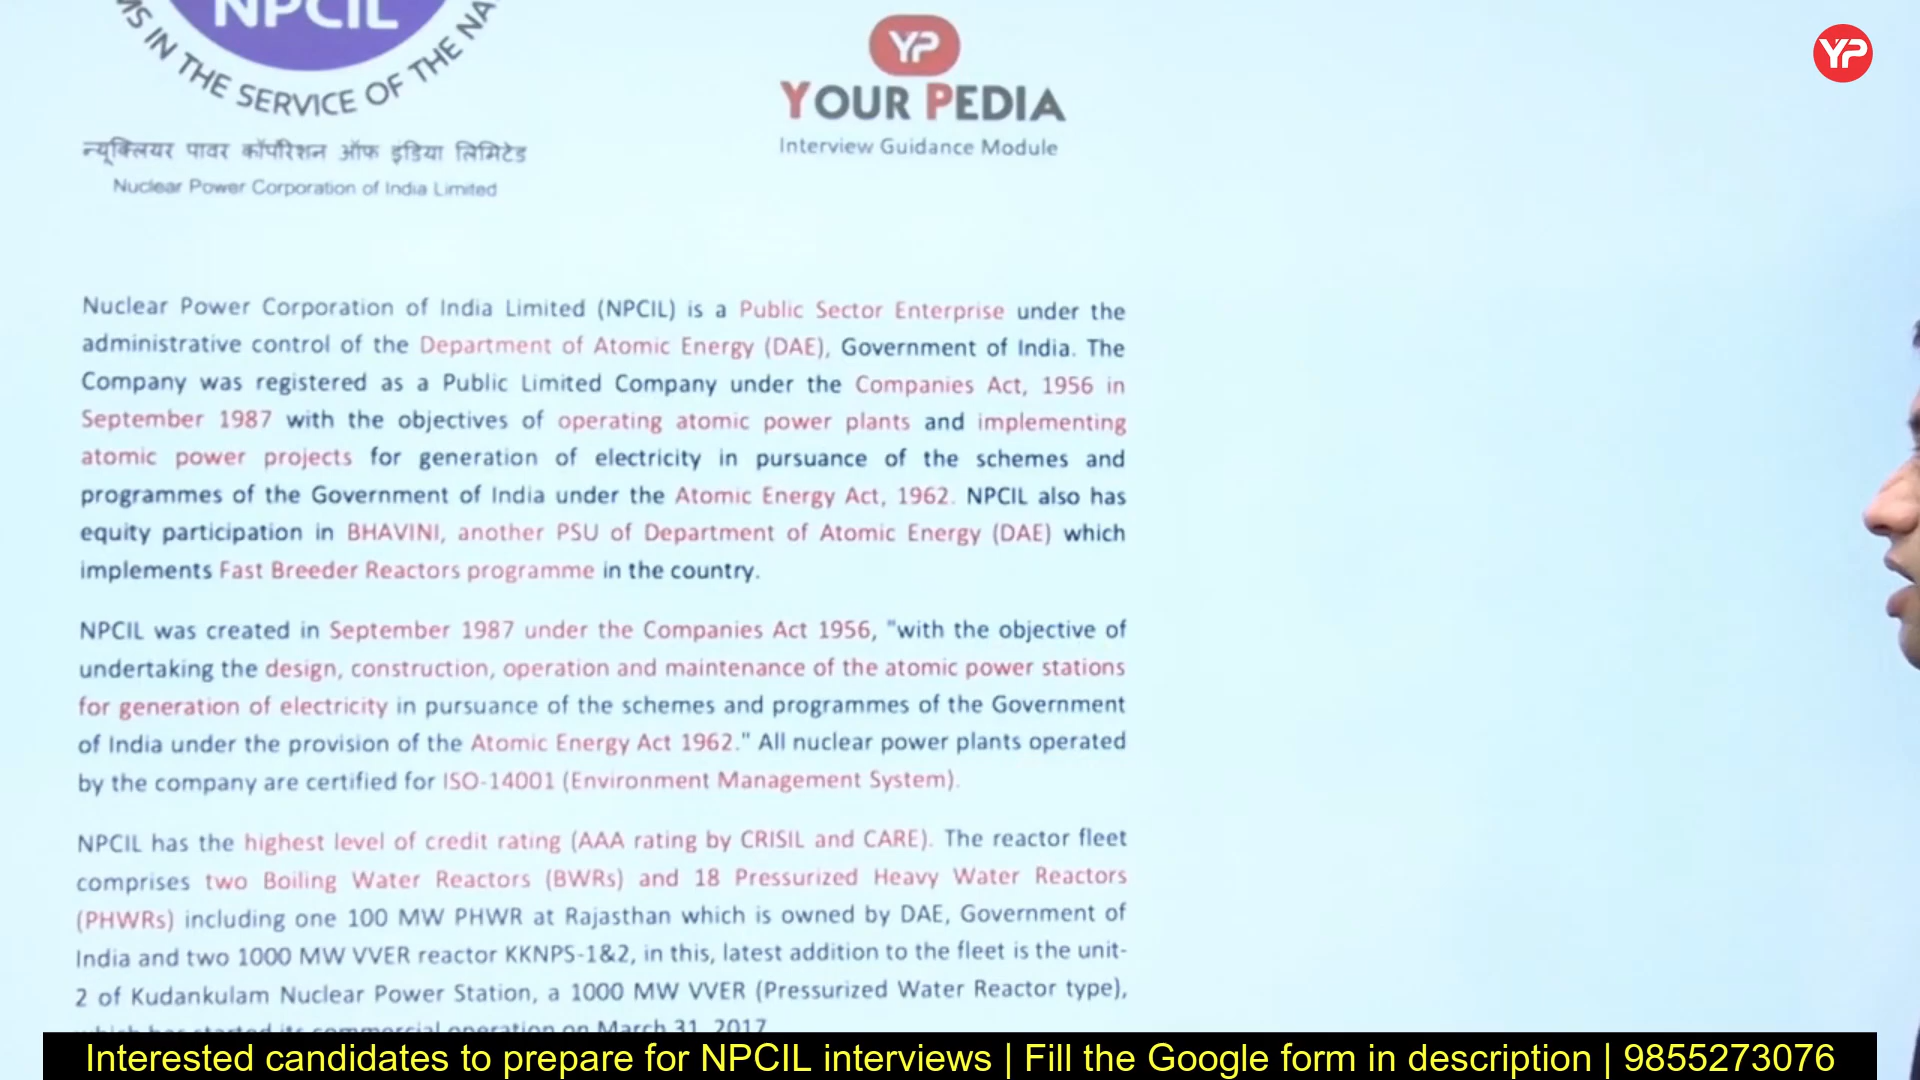 NPCIL
MS IN THE SERVICE OF THE NA
न्यूक्लियर पावर कॉर्पोरेशन ऑफ इंडिया लिमिटेड
Nuclear Power Corporation of India Limited
YP
YOUR PEDIA
Interview Guidance Module
YP
Nuclear Power Corporation of India Limited (NPCIL) is a Public Sector Enterprise under the
administrative control of the Department of Atomic Energy (DAE), Government of India. The
Company was registered as a Public Limited Company under the Companies Act, 1956 in
September 1987 with the objectives of operating atomic power plants and implementing
atomic power projects for generation of electricity in pursuance of the schemes and
programmes of the Government of India under the Atomic Energy Act, 1962. NPCIL also has
equity participation in BHAVINI, another PSU of Department of Atomic Energy (DAE) which
implements Fast Breeder Reactors programme in the country.
NPCIL was created in September 1987 under the Companies Act 1956, "with the objective of
undertaking the design, construction, operation and maintenance of the atomic power stations
for generation of electricity in pursuance of the schemes and programmes of the Government
of India under the provision of the Atomic Energy Act 1962." All nuclear power plants operated
by the company are certified for ISO-14001 (Environment Management System).
NPCIL has the highest level of credit rating (AAA rating by CRISIL and CARE). The reactor fleet
comprises two Boiling Water Reactors (BWRs) and 18 Pressurized Heavy Water Reactors
(PHWRs) including one 100 MW PHWR at Rajasthan which is owned by DAE, Government of
India and two 1000 MW VVER reactor KKNPS-1&2, in this, latest addition to the fleet is the unit-
2 of Kudankulam Nuclear Power Station, a 1000 MW VVER (Pressurized Water Reactor type),
which has started its commercial operation on March 31, 2017
Interested candidates to prepare for NPCIL interviews | Fill the Google form in description | 9855273076